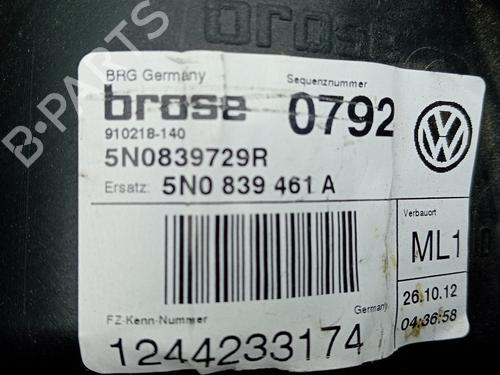 brose
BRG Germany
Sequenznummer
brose
0792
910218-140
5N0839729R
Ersatz: 5N0 839 461 A
Verbauort
ML1
26.10.12
04:36:58
Germany
FZ-Kenn-Nummer
1244233174
B-PARTS